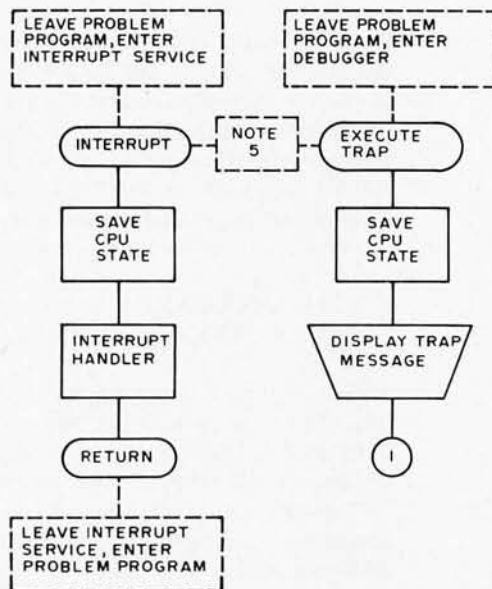 LEAVE PROBLEM
PROGRAM, ENTER
INTERRUPT SERVICE
INTERRUPT
SAVE
CPU
STATE
INTERRUPT
HANDLER
RETURN
LEAVE INTERRUPT
SERVICE, ENTER
PROBLEM PROGRAM
NOTE
5
LEAVE PROBLEM
PROGRAM, ENTER
DEBUGGER
EXECUTE
TRAP
SAVE
CPU
STATE
DISPLAY TRAP
MESSAGE
1